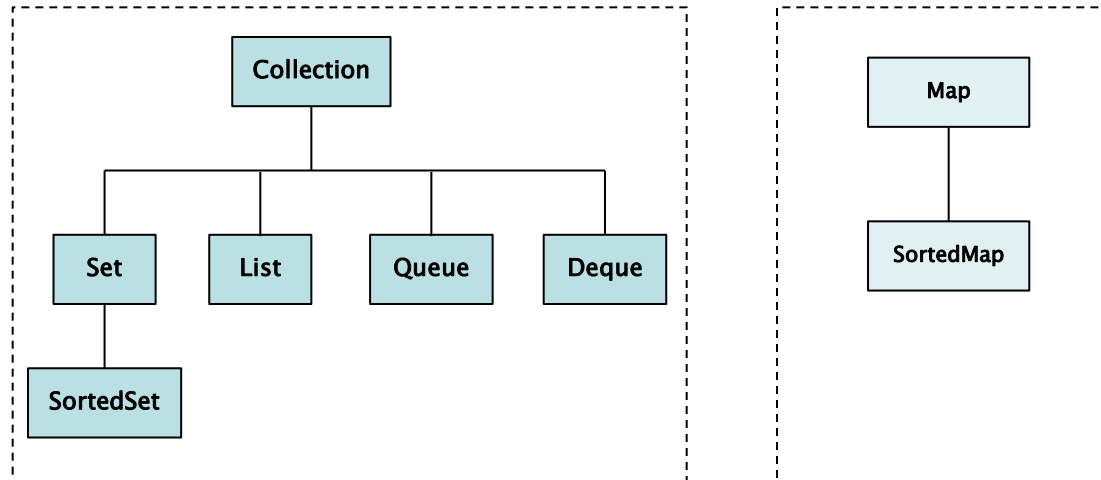 Collection
Map
Set
List
Queue
Deque
SortedMap
SortedSet